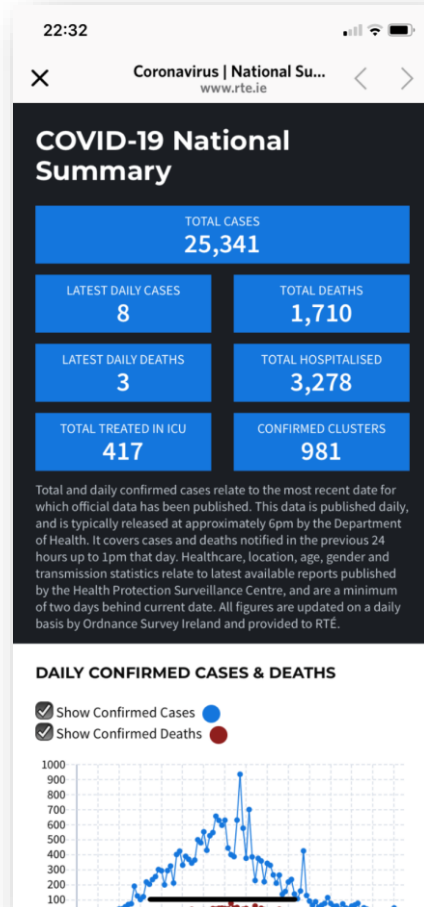 22:32
Coronavirus | National Su...
www.rte.ie
COVID-19 National
Summary
TOTAL CASES
25,341
LATEST DAILY CASES
8
TOTAL DEATHS
1,710
LATEST DAILY DEATHS
3
TOTAL HOSPITALISED
3,278
TOTAL TREATED IN ICU
417
CONFIRMED CLUSTERS
981
Total and daily confirmed cases relate to the most recent date for
which official data has been published. This data is published daily,
and is typically released at approximately 6pm by the Department
of Health. It covers cases and deaths notified in the previous 24
hours up to 1pm that day. Healthcare, location, age, gender and
transmission statistics relate to latest available reports published
by the Health Protection Surveillance Centre, and are a minimum
of two days behind current date. All figures are updated on a daily
basis by Ordnance Survey Ireland and provided to RTÉ.
DAILY CONFIRMED CASES & DEATHS
Show Confirmed Cases
Show Confirmed Deaths
1000
900
800
700
600
500
400
300
200
100